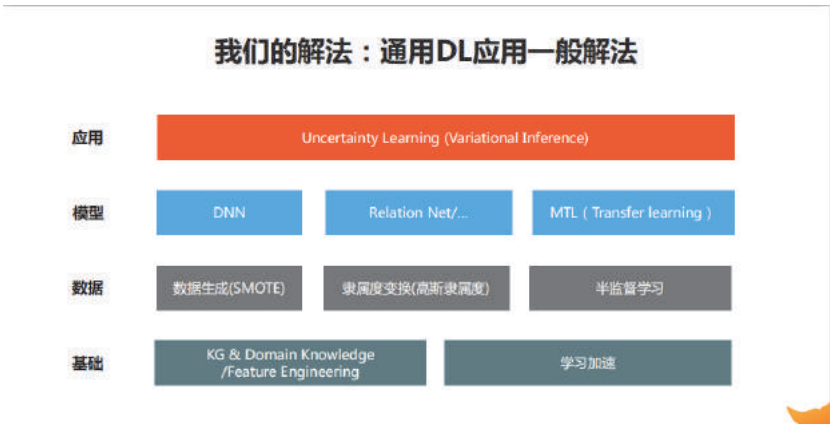 我们的解法：通用DL应用一般解法
应用
Uncertainty Learning (Variational Inference)
模型
DNN
Relation Net/...
MTL（Transfer learning）
数据
数据生成(SMOTE)
隶属度变换(高斯隶属度)
半监督学习
基础
KG & Domain Knowledge
/Feature Engineering
学习加速